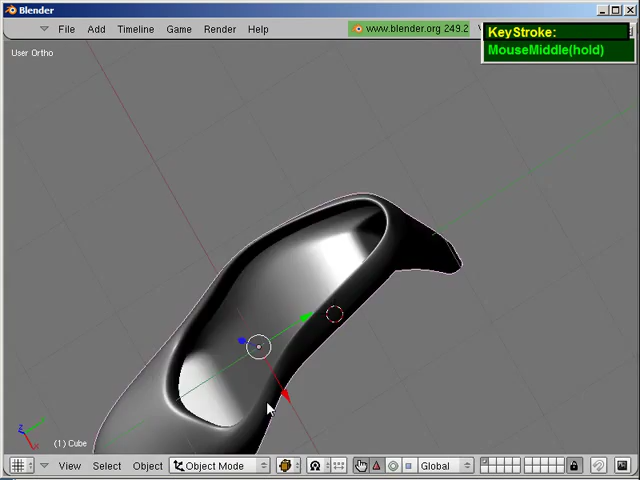 Blender
File Add Timeline Game Render Help
www.blender.org 249.2
KeyStroke:
MouseMiddle(hold)
User Ortho
z
x
(1) Cube
View Select Object Object Mode Global